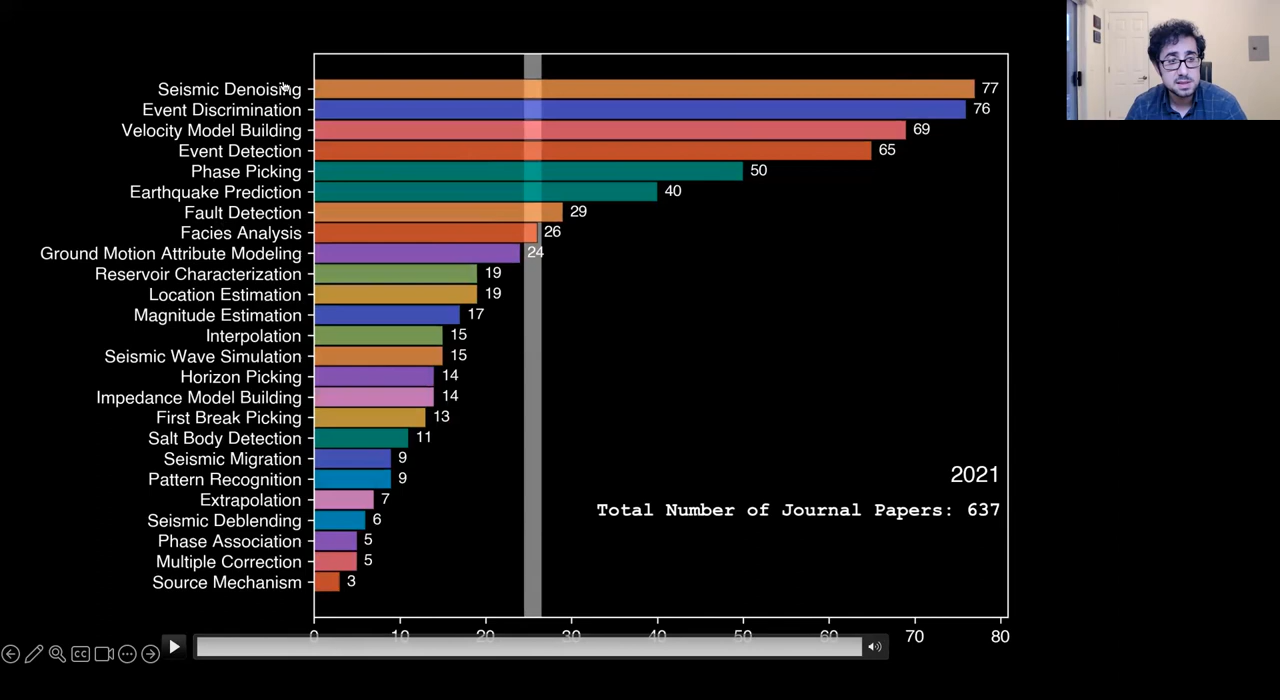 Seismic Denoising 77
Event Discrimination 76
Velocity Model Building 69
Event Detection 65
Phase Picking 50
Earthquake Prediction 40
Fault Detection 29
Facies Analysis 26
Ground Motion Attribute Modeling 24
Reservoir Characterization 19
Location Estimation 19
Magnitude Estimation 17
Interpolation 15
Seismic Wave Simulation 15
Horizon Picking 14
Impedance Model Building 14
First Break Picking 13
Salt Body Detection 11
Seismic Migration 9
Pattern Recognition 9
Extrapolation 7
Seismic Deblending 6
Phase Association 5
Multiple Correction 5
Source Mechanism 3
2021
Total Number of Journal Papers: 637
0 10 20 30 40 50 60 70 80
CC